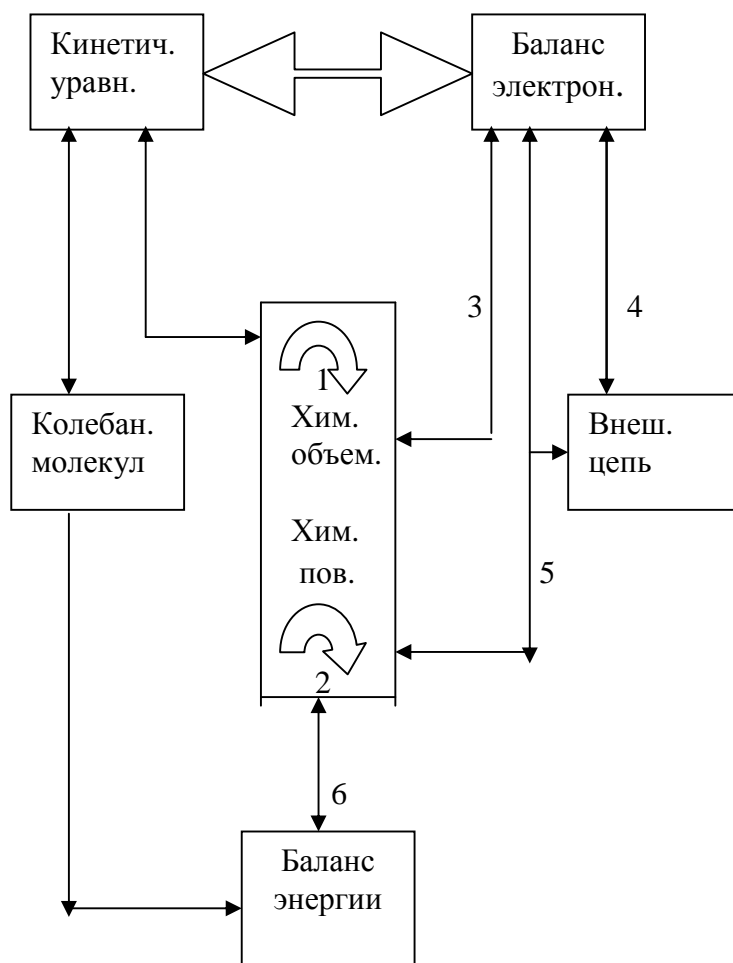 Кинетич.
уравн.
Баланс
электрон.
3
4
1
Хим.
объем.
Колебан.
молекул
Внеш.
цепь
Хим.
пов.
5
2
6
Баланс
энергии